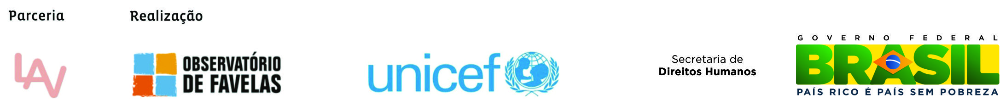 Parceria
Realização
LAV
OBSERVATÓRIO
DE FAVELAS
unicef
Secretaria de
Direitos Humanos
GOVERNO FEDERAL
BRASIL
PAÍS RICO É PAÍS SEM POBREZA